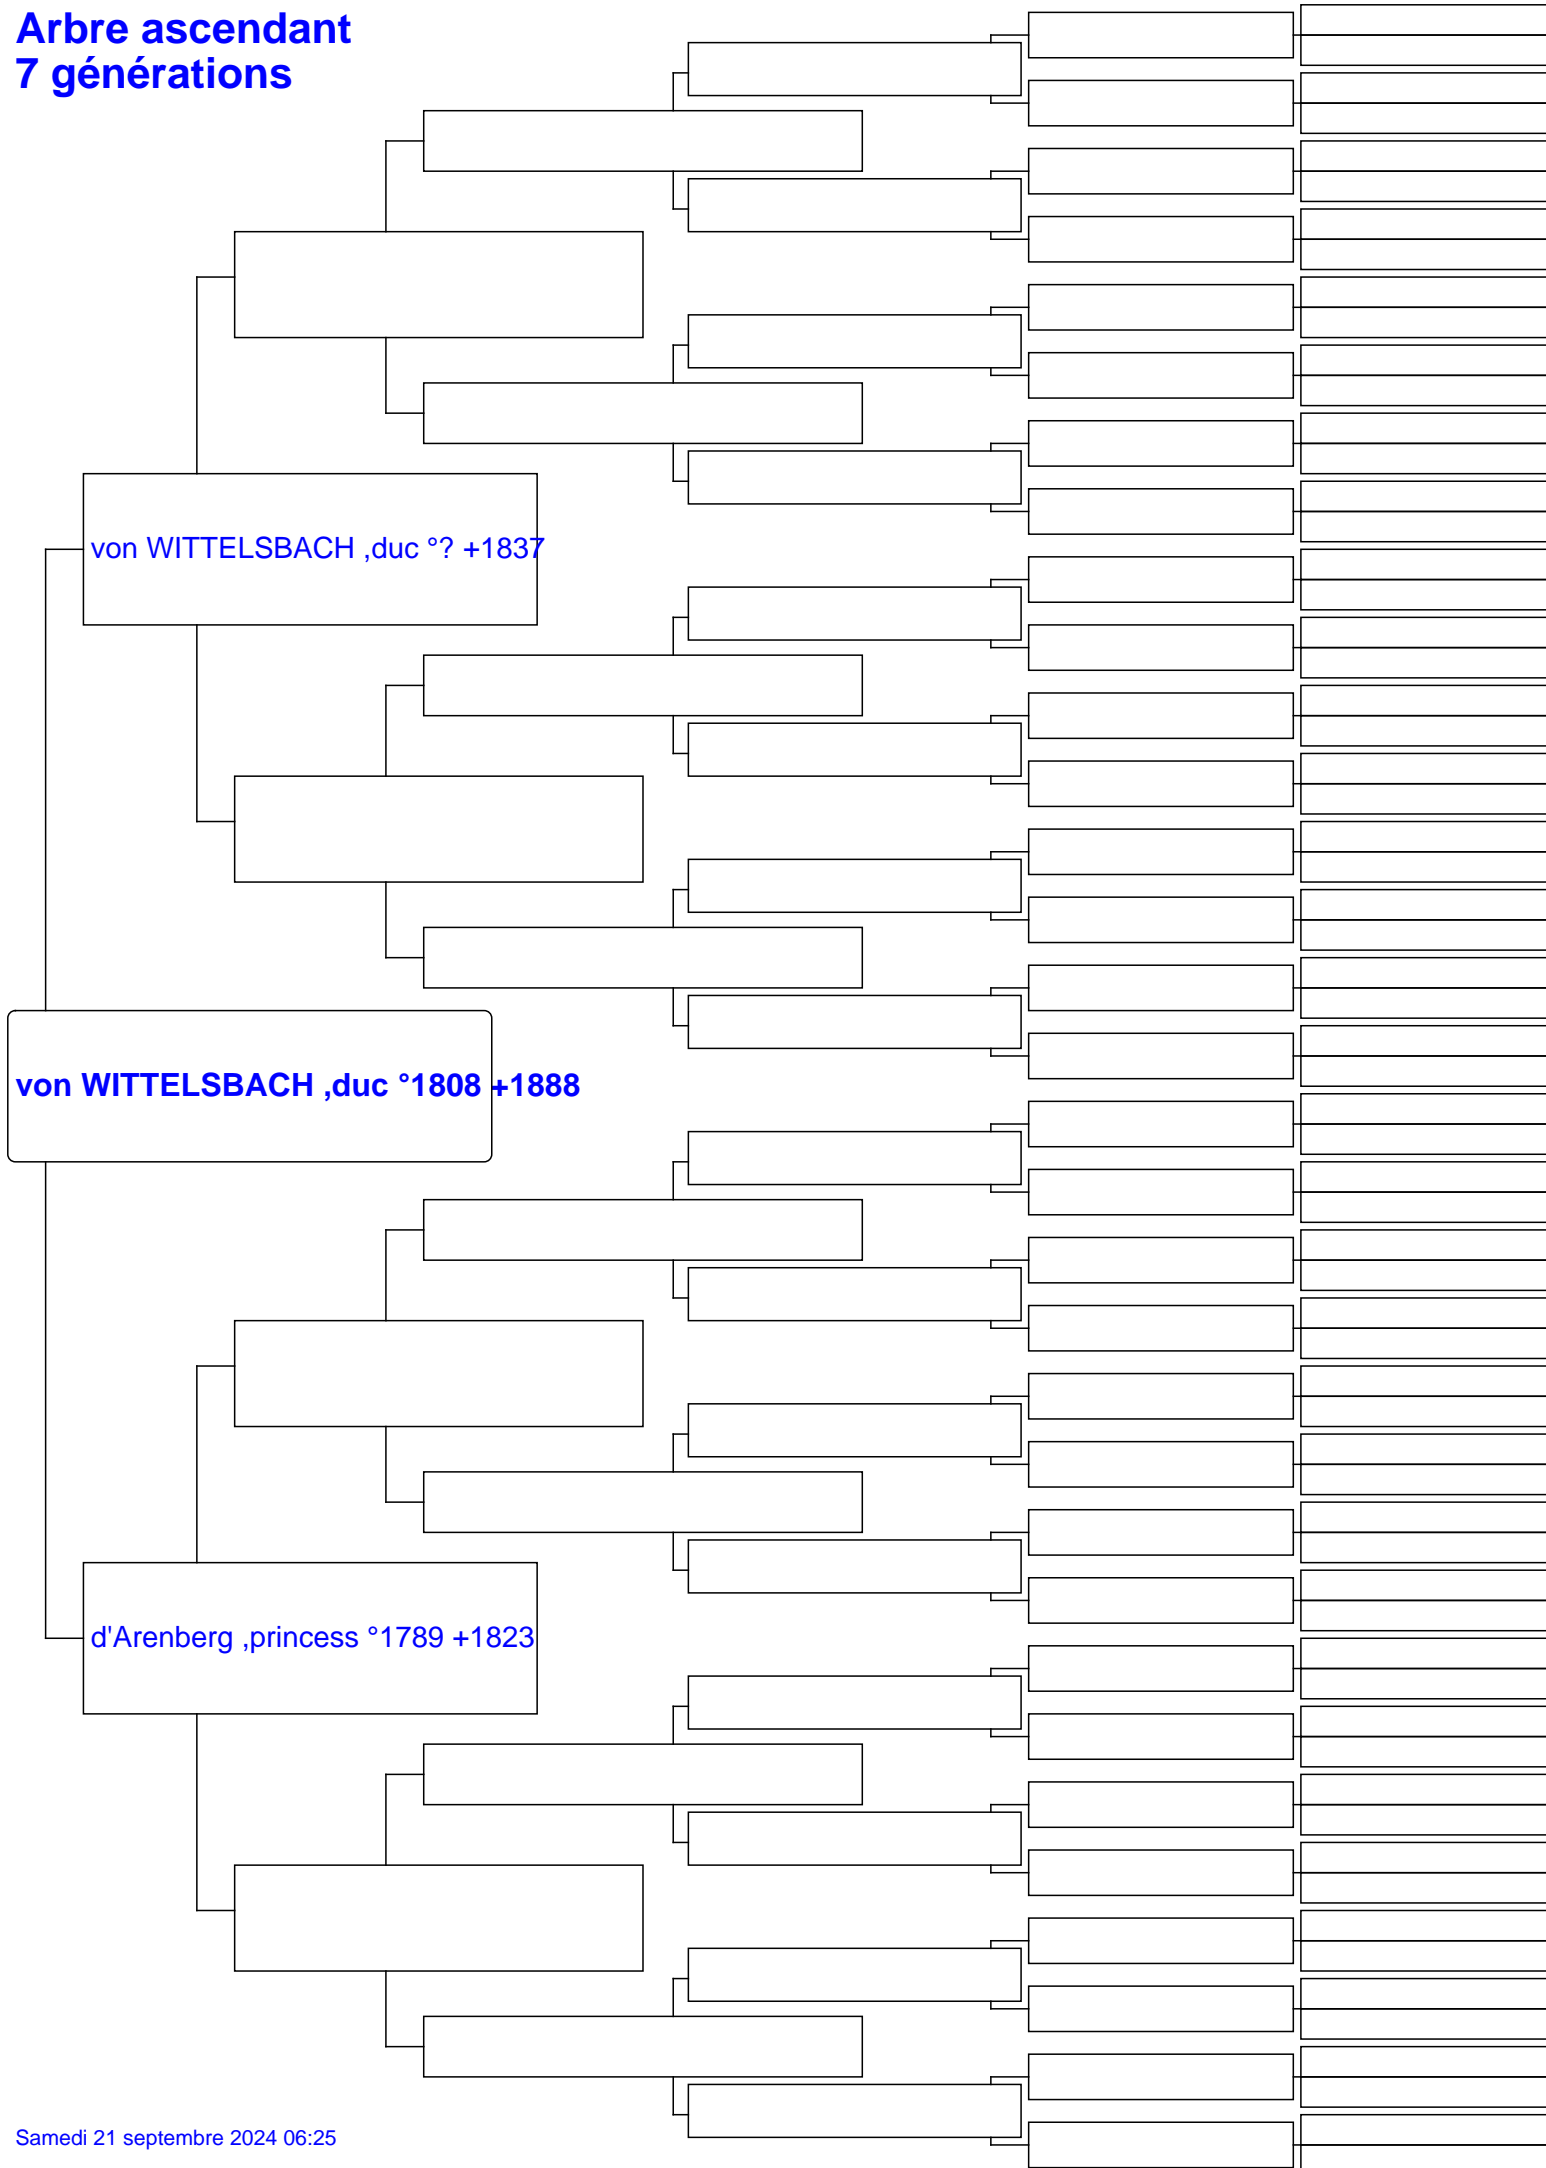 Arbre ascendant
7 générations
von WITTELSBACH ,duc °? +1837
von WITTELSBACH ,duc °1808 +1888
d'Arenberg ,princess °1789 +1823
Samedi 21 septembre 2024 06:25